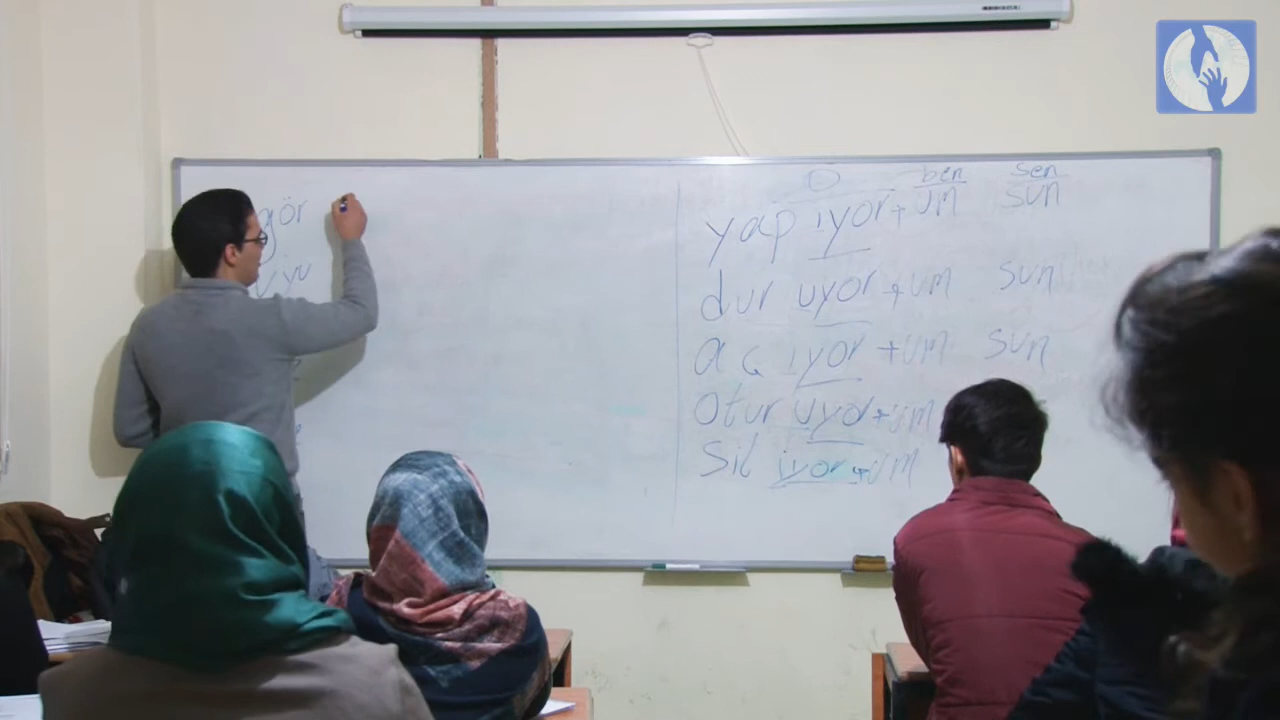 gör
uyu
O ben sen
yap ıyor + um sun
dur uyor + um sun
aç ıyor + um sun
Otur uyor + um
Sil iyor + um